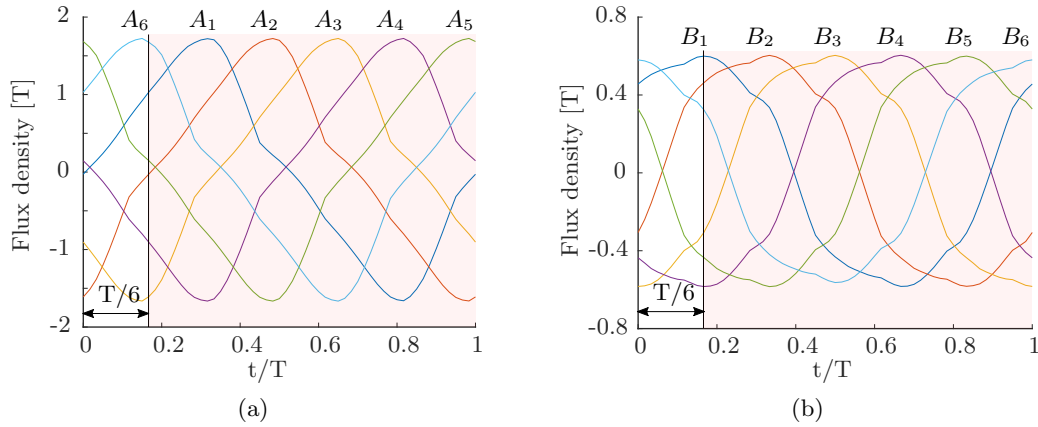 A6 A1 A2 A3 A4 A5
Flux density [T]
2
1
0
-1
-2
T/6
0 0.2 0.4 0.6 0.8 1
t/T
(a)
B1 B2 B3 B4 B5 B6
Flux density [T]
0.8
0.4
0
-0.4
-0.8
T/6
0 0.2 0.4 0.6 0.8 1
t/T
(b)